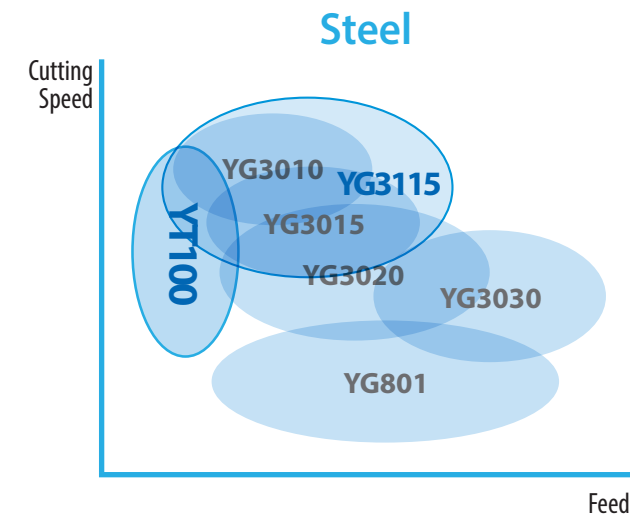 Steel
Cutting
Speed
YG3010
YG3115
YT100
YG3015
YG3020
YG3030
YG801
Feed